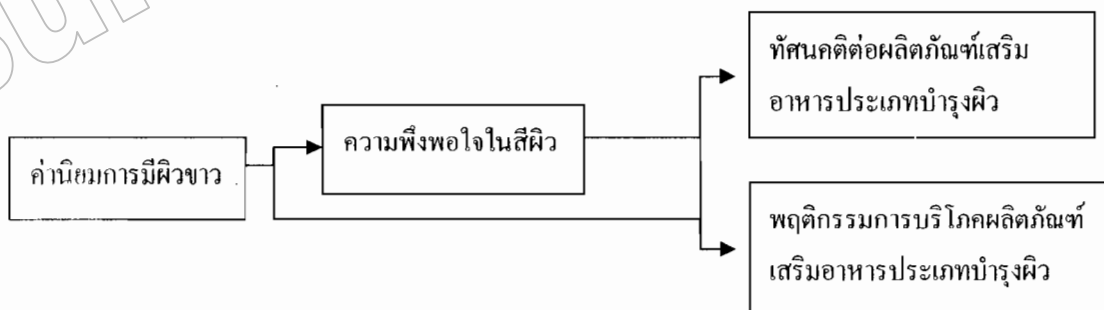 ทัศนคติต่อผลิตภัณฑ์เสริม
อาหารประเภทบำรุงผิว
ความพึงพอใจในสีผิว
ค่านิยมการมีผิวขาว
พฤติกรรมการบริโภคผลิตภัณฑ์
เสริมอาหารประเภทบำรุงผิว